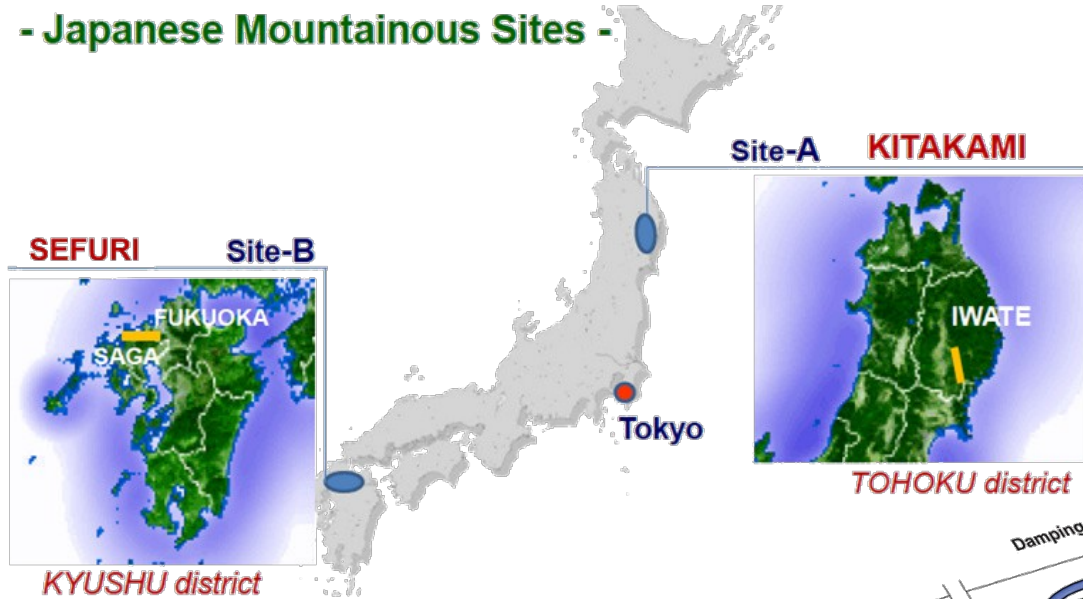 - Japanese Mountainous Sites -
Site-A KITAKAMI
SEFURI Site-B
FUKUOKA
SAGA
IWATE
Tokyo
TOHOKU district
KYUSHU district
Damping